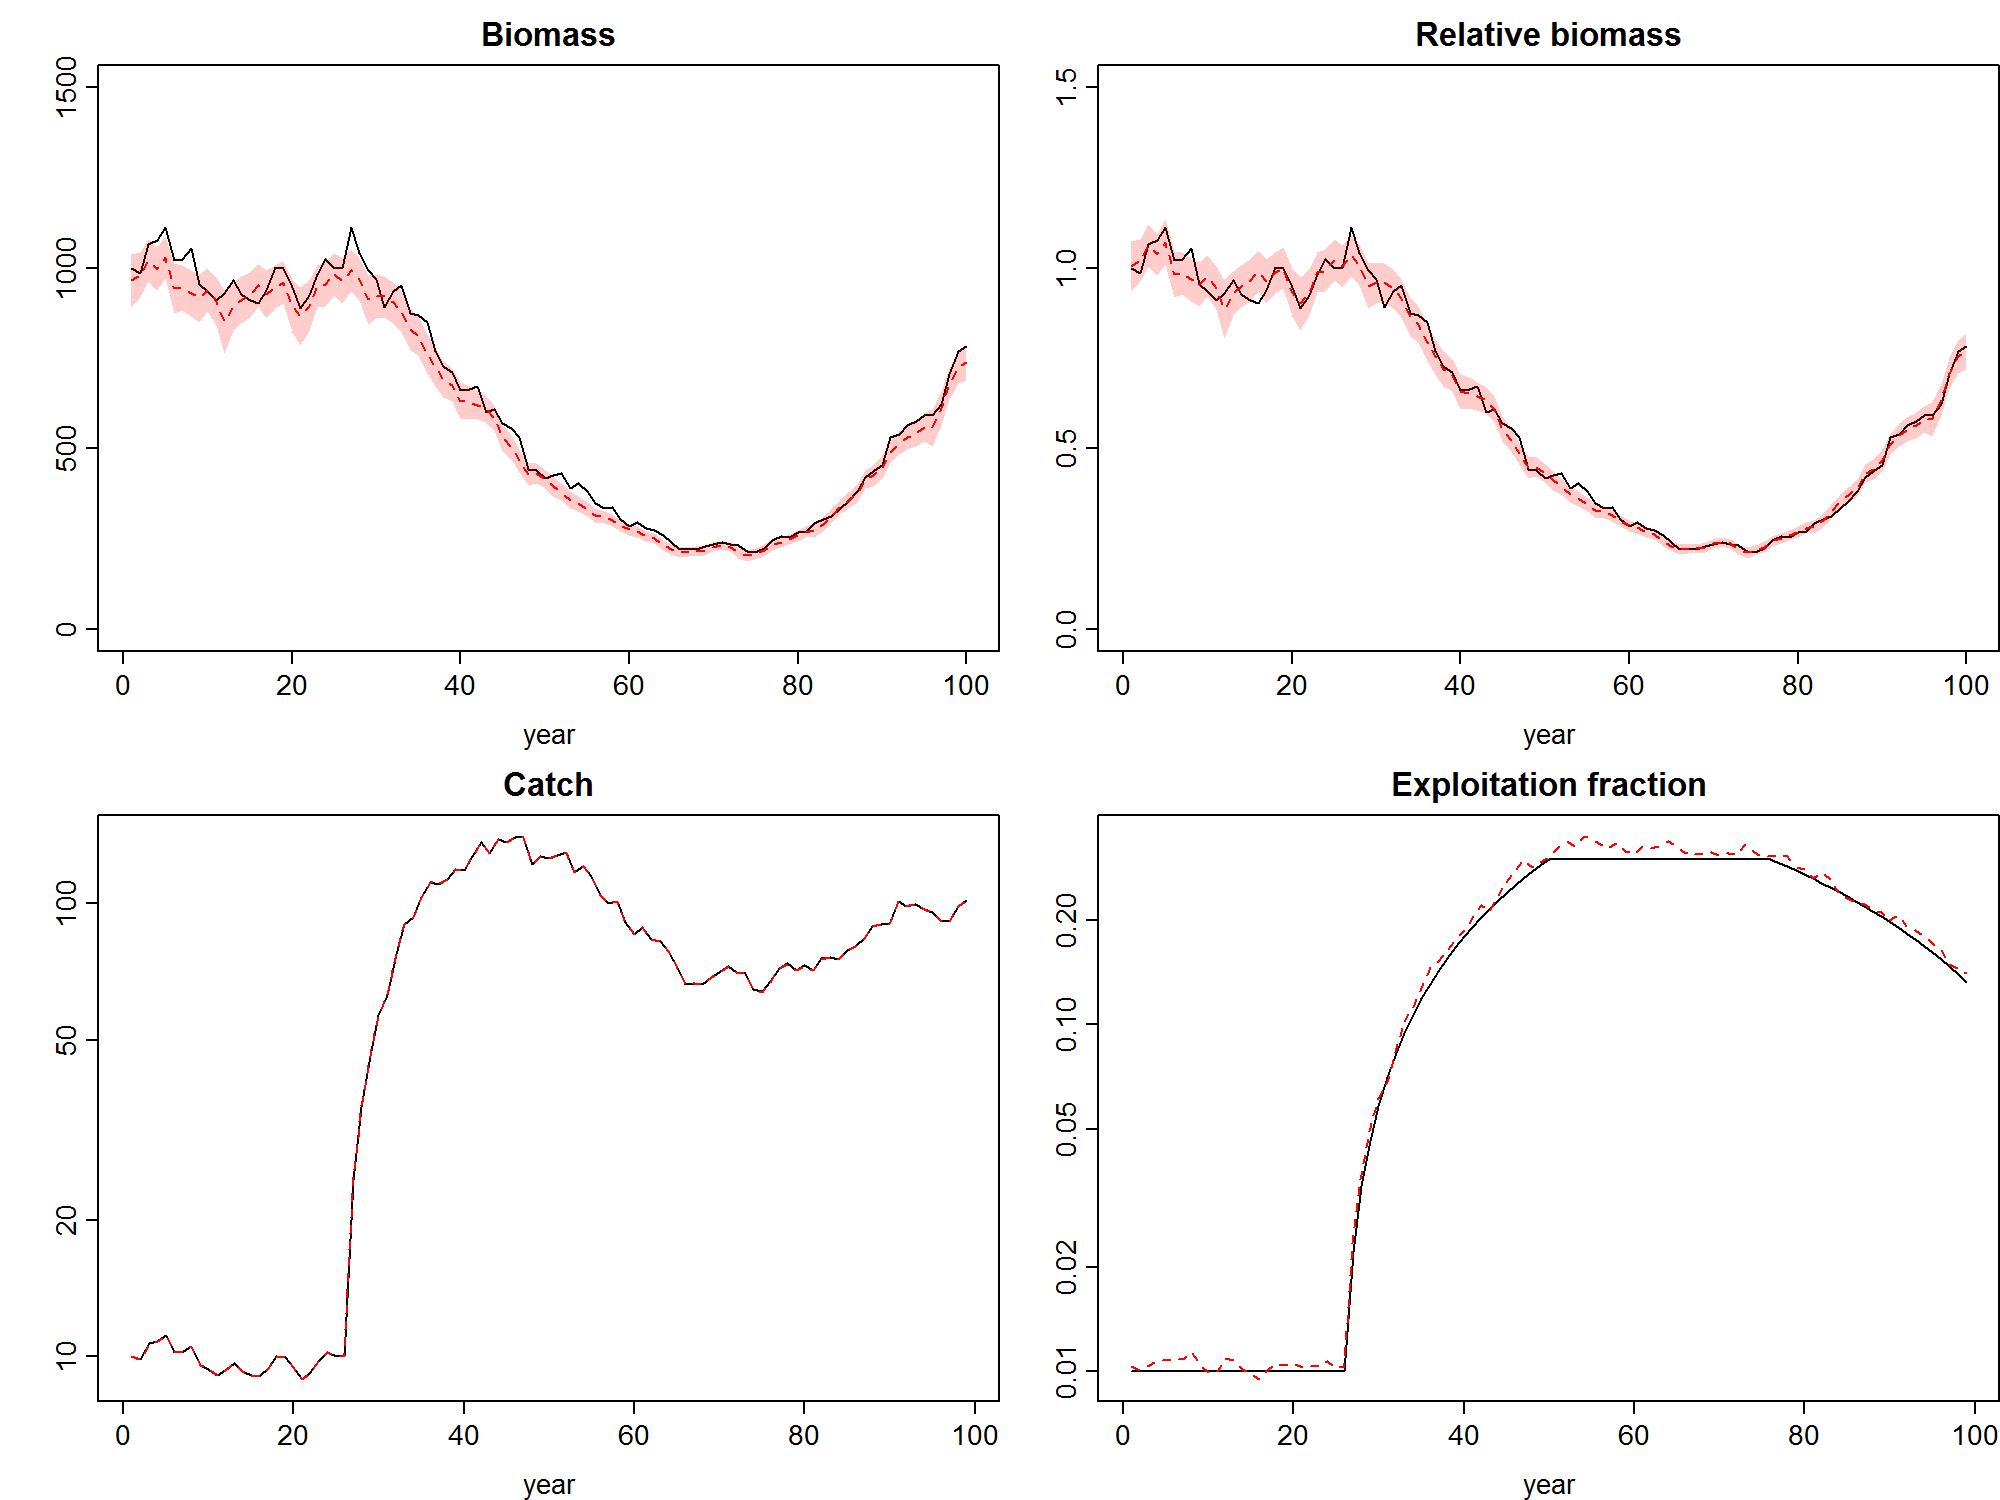 Biomass
1500
1000
500
0
0 20 40 60 80 100
year
Relative biomass
1.5
1.0
0.5
0.0
0 20 40 60 80 100
year
Catch
100
50
20
10
0 20 40 60 80 100
year
Exploitation fraction
0.20
0.10
0.05
0.02
0.01
0 20 40 60 80 100
year